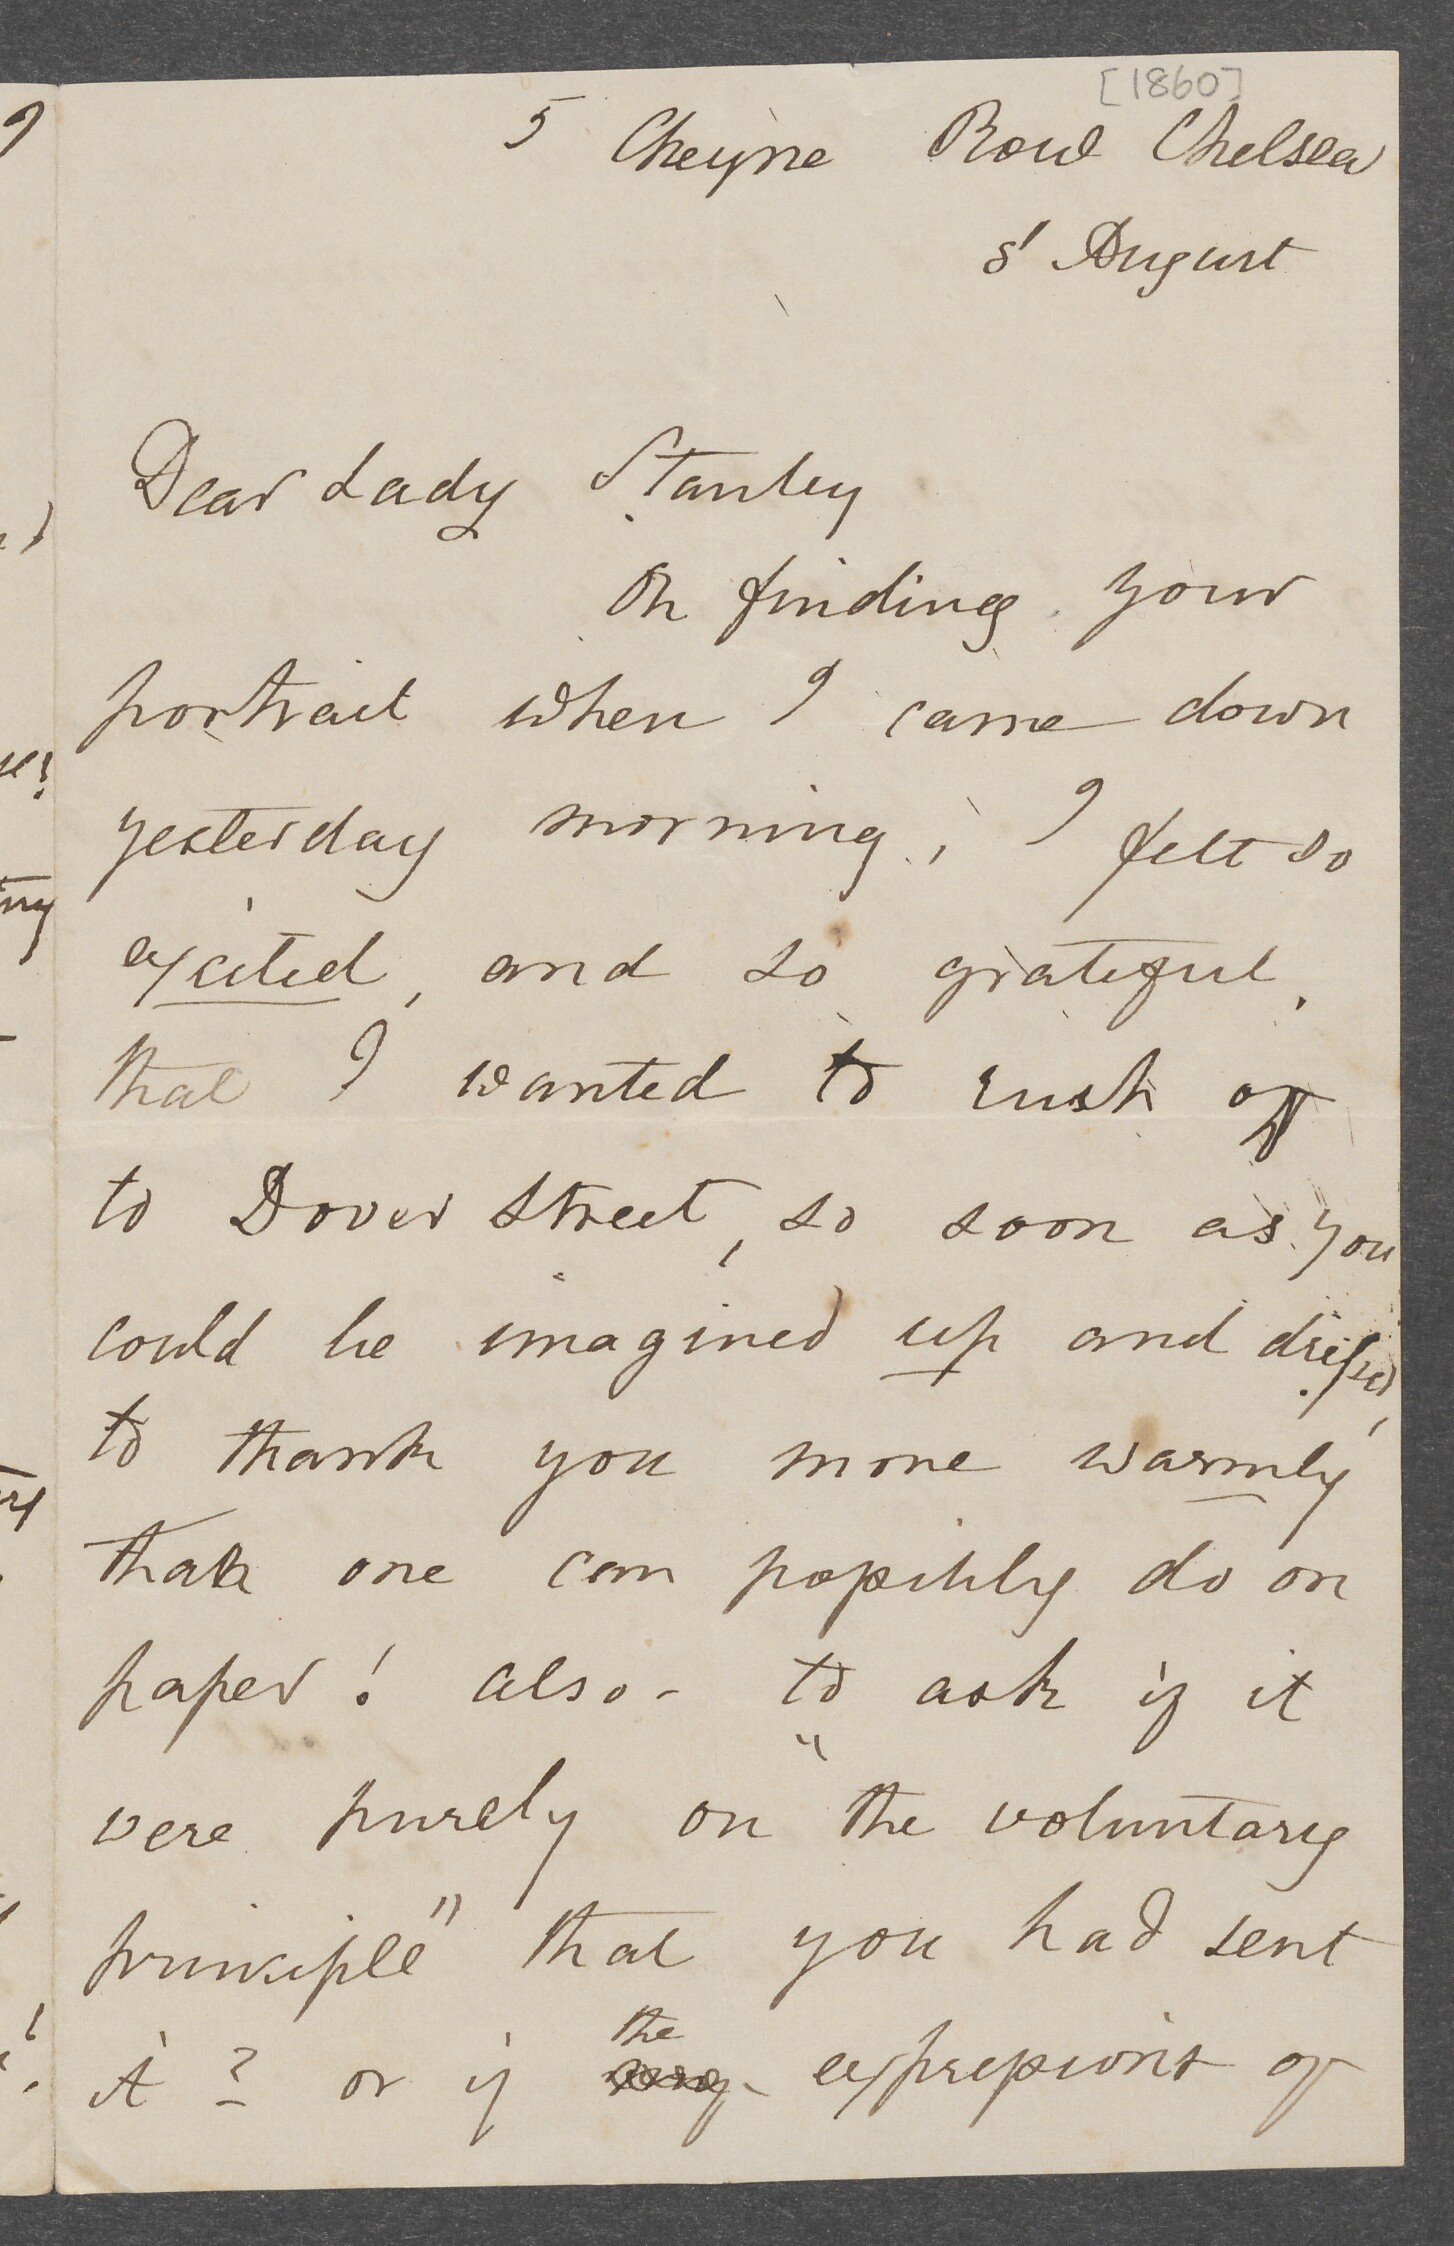 [1860]
5 Cheyne Row Chelsea
8' August
Dear Lady Stanley
On finding your
portrait when I came down
yesterday morning, I felt so
excited, and so grateful,
that I wanted to rush off
to Dover Street, so soon as you
could be imagined up and dressed,
to thank you more warmly
than one can possibly do on
paper! also - to ask if it
were purely on "the voluntary
principle" that you had sent
it? or if the expressions of